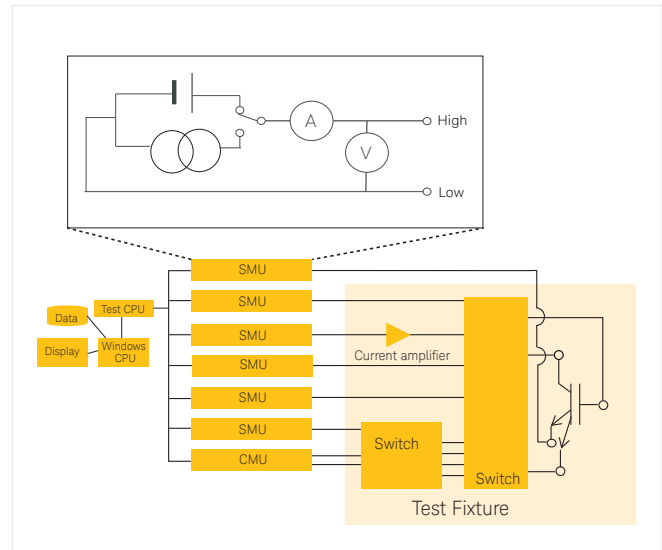 A
High
V
Low
SMU
SMU
Test CPU
Data
SMU
Display
Windows
CPU
Current amplifier
SMU
SMU
SMU
Switch
CMU
Switch
Test Fixture